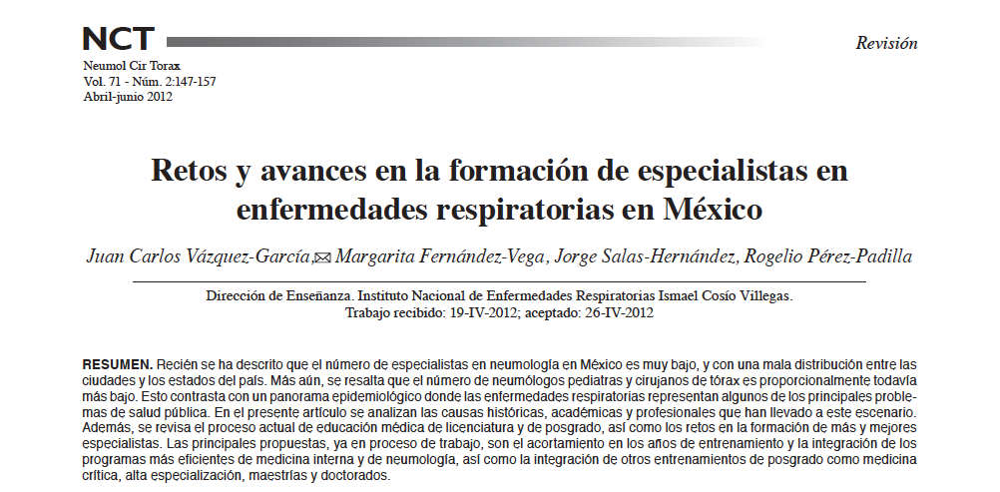 NCT
Revisión
Neumol Cir Torax
Vol. 71 - Núm. 2:147-157
Abril-junio 2012
Retos y avances en la formación de especialistas en
enfermedades respiratorias en México
Juan Carlos Vázquez-García,✉ Margarita Fernández-Vega, Jorge Salas-Hernández, Rogelio Pérez-Padilla
Dirección de Enseñanza. Instituto Nacional de Enfermedades Respiratorias Ismael Cosío Villegas.
Trabajo recibido: 19-IV-2012; aceptado: 26-IV-2012
RESUMEN. Recién se ha descrito que el número de especialistas en neumología en México es muy bajo, y con una mala distribución entre las
ciudades y los estados del país. Más aún, se resalta que el número de neumólogos pediatras y cirujanos de tórax es proporcionalmente todavía
más bajo. Esto contrasta con un panorama epidemiológico donde las enfermedades respiratorias representan algunos de los principales proble-
mas de salud pública. En el presente artículo se analizan las causas históricas, académicas y profesionales que han llevado a este escenario.
Además, se revisa el proceso actual de educación médica de licenciatura y de posgrado, así como los retos en la formación de más y mejores
especialistas. Las principales propuestas, ya en proceso de trabajo, son el acortamiento en los años de entrenamiento y la integración de los
programas más eficientes de medicina interna y de neumología, así como la integración de otros entrenamientos de posgrado como medicina
crítica, alta especialización, maestrías y doctorados.